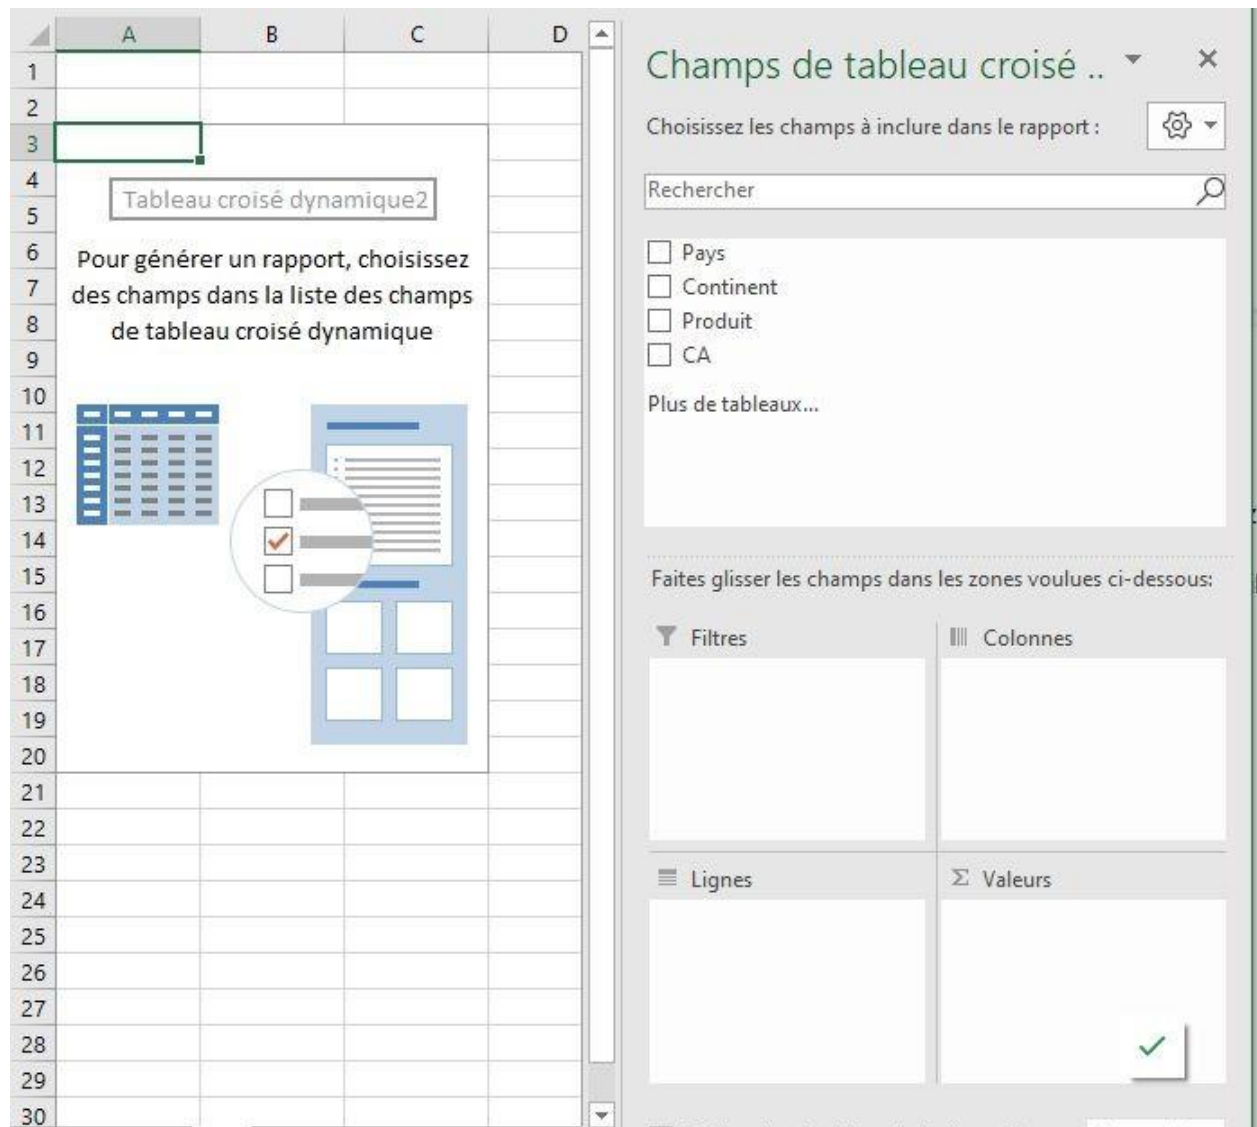 A B C D
1
2
3
4
5
6
7
8
9
10
11
12
13
14
15
16
17
18
19
20
21
22
23
24
25
26
27
28
29
30
Tableau croisé dynamique2
Pour générer un rapport, choisissez
des champs dans la liste des champs
de tableau croisé dynamique
Champs de tableau croisé ..
Choisissez les champs à inclure dans le rapport :
Rechercher
Pays
Continent
Produit
CA
Plus de tableaux...
Faites glisser les champs dans les zones voulues ci-dessous:
Filtres
Colonnes
Lignes
Σ Valeurs